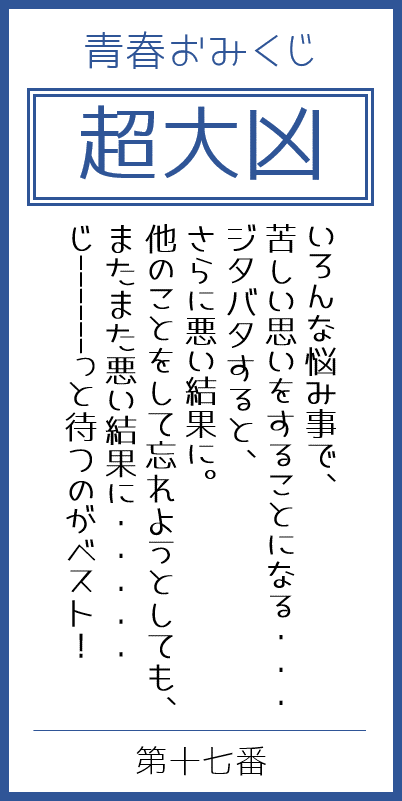 青春おみくじ
超大凶
いろんな悩み事で、
苦しい思いをすることになる・・・
ジタバタすると、
さらに悪い結果に。
他のことをして忘れようとしても、
またまた悪い結果に・・・・・
じーーーーっと待つのがベスト！
第十七番